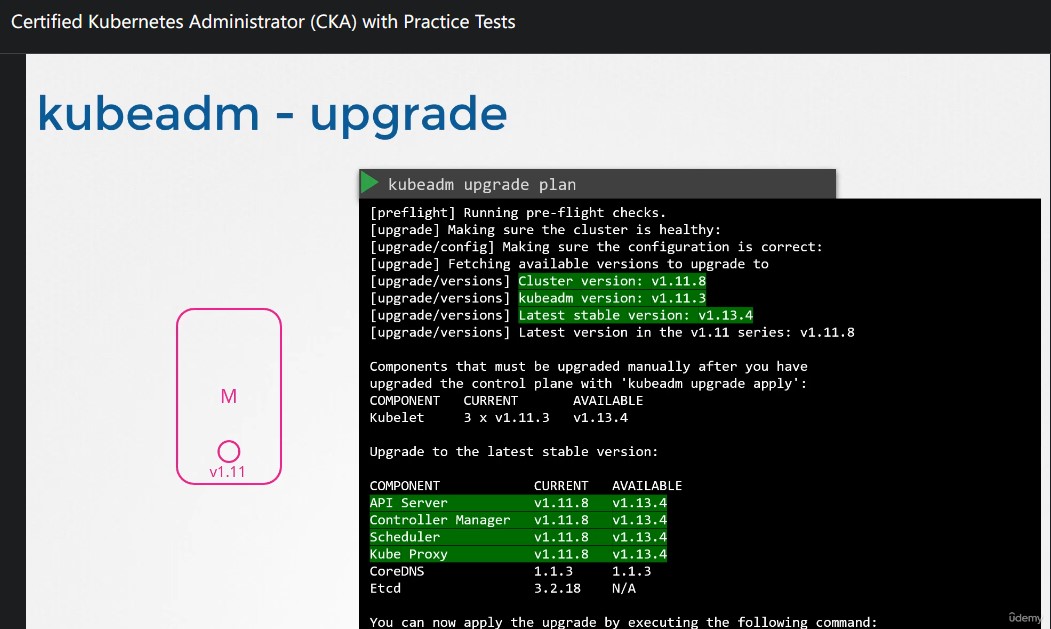 Certified Kubernetes Administrator (CKA) with Practice Tests
kubeadm - upgrade
kubeadm upgrade plan
[preflight] Running pre-flight checks.
[upgrade] Making sure the cluster is healthy:
[upgrade/config] Making sure the configuration is correct:
[upgrade] Fetching available versions to upgrade to
[upgrade/versions] Cluster version: v1.11.8
[upgrade/versions] kubeadm version: v1.11.3
[upgrade/versions] Latest stable version: v1.13.4
[upgrade/versions] Latest version in the v1.11 series: v1.11.8
Components that must be upgraded manually after you have
upgraded the control plane with 'kubeadm upgrade apply':
COMPONENT CURRENT AVAILABLE
Kubelet 3 x v1.11.3 v1.13.4
Upgrade to the latest stable version:
COMPONENT CURRENT AVAILABLE
API Server v1.11.8 v1.13.4
Controller Manager v1.11.8 v1.13.4
Scheduler v1.11.8 v1.13.4
Kube Proxy v1.11.8 v1.13.4
CoreDNS 1.1.3 1.1.3
Etcd 3.2.18 N/A
You can now apply the upgrade by executing the following command:
M
v1.11
ûdemy